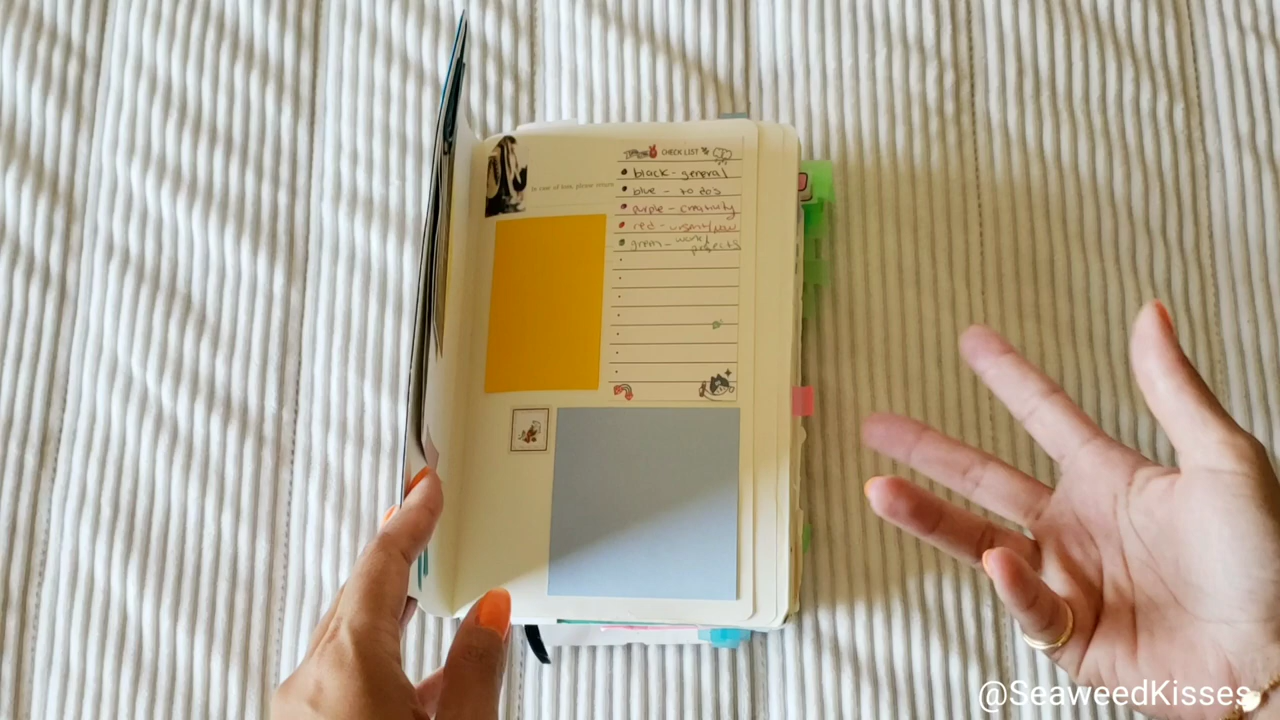 CHECK LIST
In case of loss, please return
black - general
blue - to dos
purple - creativity
red - urgent/now
green - work/
projects
@SeaweedKisses